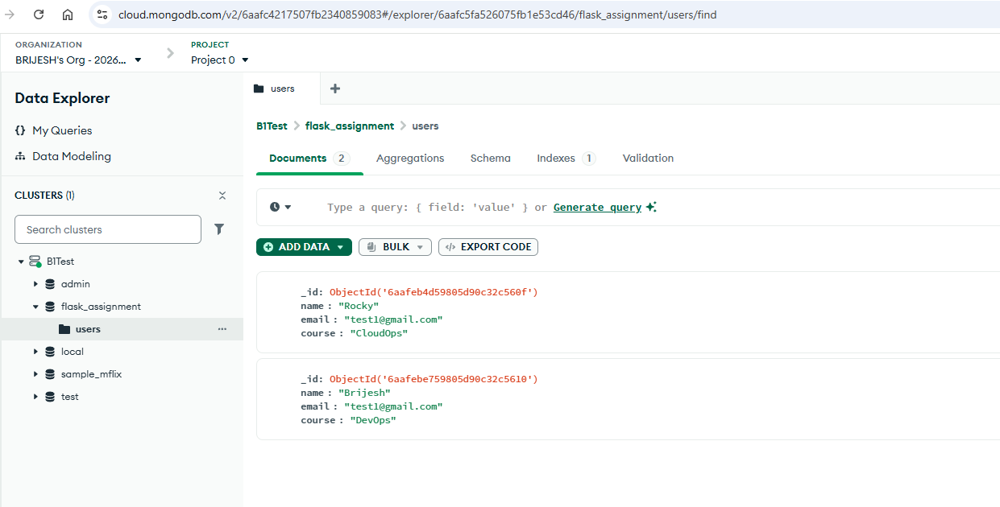 cloud.mongodb.com/v2/6aafc4217507fb2340859083#/explorer/6aafc5fa526075fb1e53cd46/flask_assignment/users/find
ORGANIZATION
BRIJESH's Org - 2026...
PROJECT
Project 0
Data Explorer
My Queries
Data Modeling
CLUSTERS (1)
Search clusters
B1Test
admin
flask_assignment
users
local
sample_mflix
test
users
B1Test > flask_assignment > users
Documents 2 Aggregations Schema Indexes 1 Validation
Type a query: { field: 'value' } or Generate query
ADD DATA BULK </> EXPORT CODE
_id: ObjectId('6aafeb4d59805d90c32c560f')
name : "Rocky"
email : "test1@gmail.com"
course : "CloudOps"
_id: ObjectId('6aafebe759805d90c32c5610')
name : "Brijesh"
email : "test1@gmail.com"
course : "DevOps"